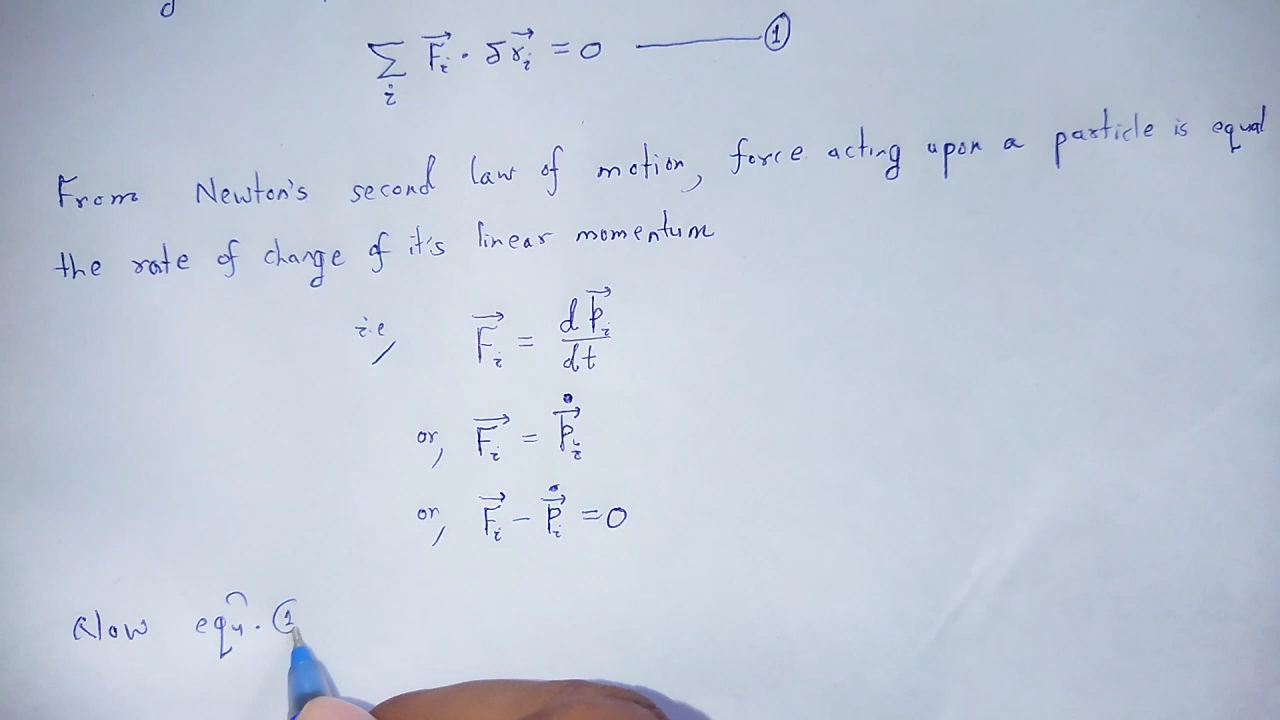 ∑ᵢ F⃗ᵢ · δr⃗ᵢ = 0 ——— ①
From Newton's second law of motion, force acting upon a particle is equal
the rate of change of it's linear momentum
i.e, F⃗ᵢ = dp⃗ᵢ/dt
or, F⃗ᵢ = ṗ⃗ᵢ
or, F⃗ᵢ − ṗ⃗ᵢ = 0
Now equn. ①